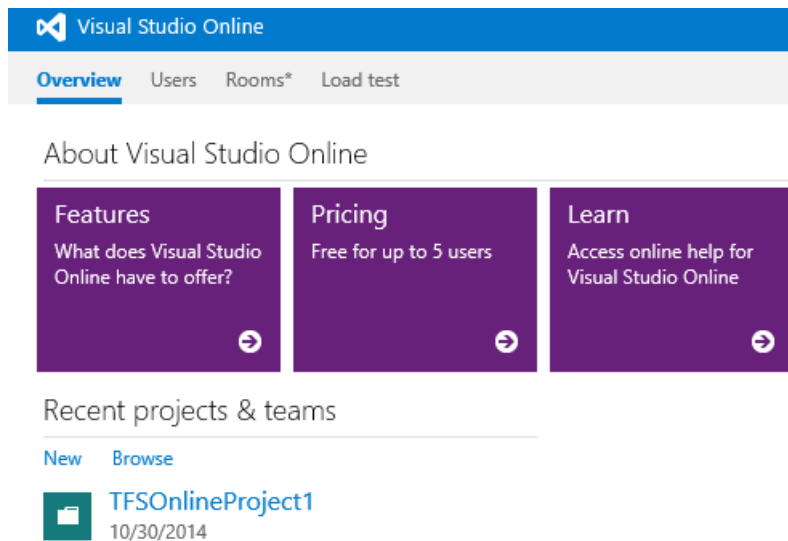 Visual Studio Online
Overview Users Rooms* Load test
About Visual Studio Online
Features
What does Visual Studio
Online have to offer?
Pricing
Free for up to 5 users
Learn
Access online help for
Visual Studio Online
Recent projects & teams
New Browse
TFSOnlineProject1
10/30/2014